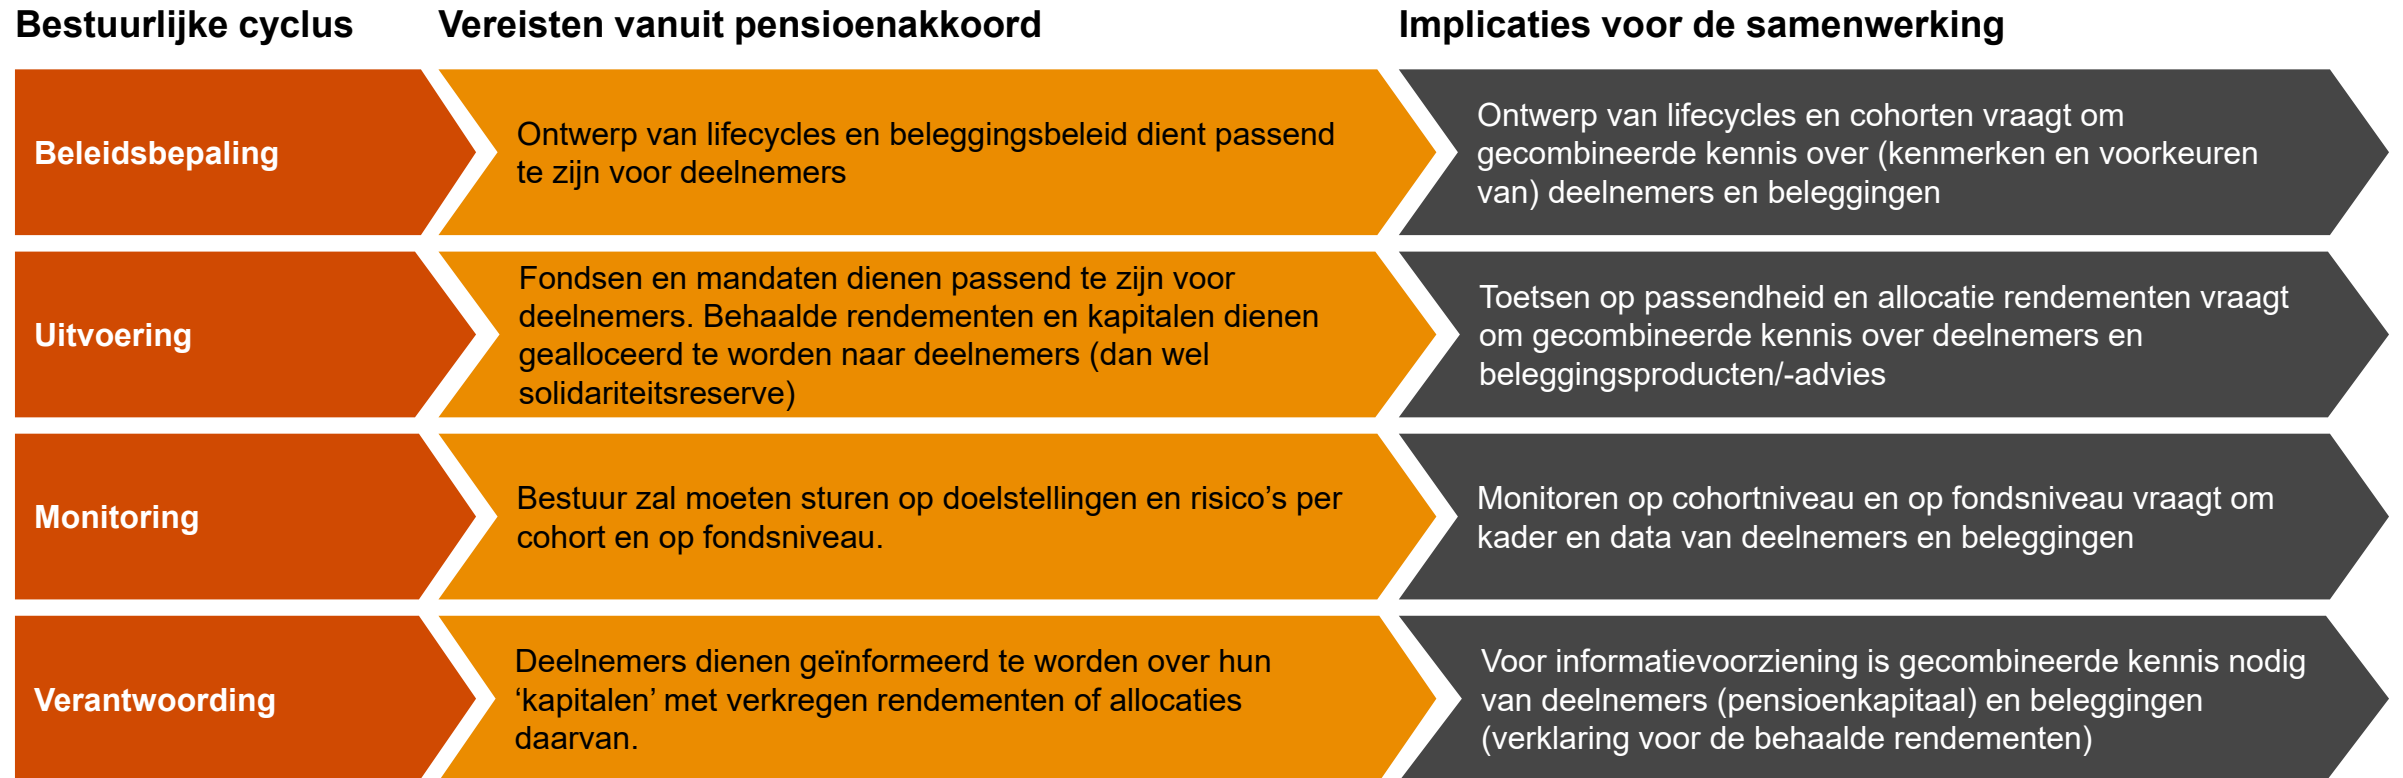 Bestuurlijke cyclus
Vereisten vanuit pensioenakkoord
Implicaties voor de samenwerking
Beleidsbepaling
Ontwerp van lifecycles en beleggingsbeleid dient passend
te zijn voor deelnemers
Ontwerp van lifecycles en cohorten vraagt om
gecombineerde kennis over (kenmerken en voorkeuren
van) deelnemers en beleggingen
Uitvoering
Fondsen en mandaten dienen passend te zijn voor
deelnemers. Behaalde rendementen en kapitalen dienen
gealloceerd te worden naar deelnemers (dan wel
solidariteitsreserve)
Toetsen op passendheid en allocatie rendementen vraagt
om gecombineerde kennis over deelnemers en
beleggingsproducten/-advies
Monitoring
Bestuur zal moeten sturen op doelstellingen en risico’s per
cohort en op fondsniveau.
Monitoren op cohortniveau en op fondsniveau vraagt om
kader en data van deelnemers en beleggingen
Verantwoording
Deelnemers dienen geïnformeerd te worden over hun
‘kapitalen’ met verkregen rendementen of allocaties
daarvan.
Voor informatievoorziening is gecombineerde kennis nodig
van deelnemers (pensioenkapitaal) en beleggingen
(verklaring voor de behaalde rendementen)